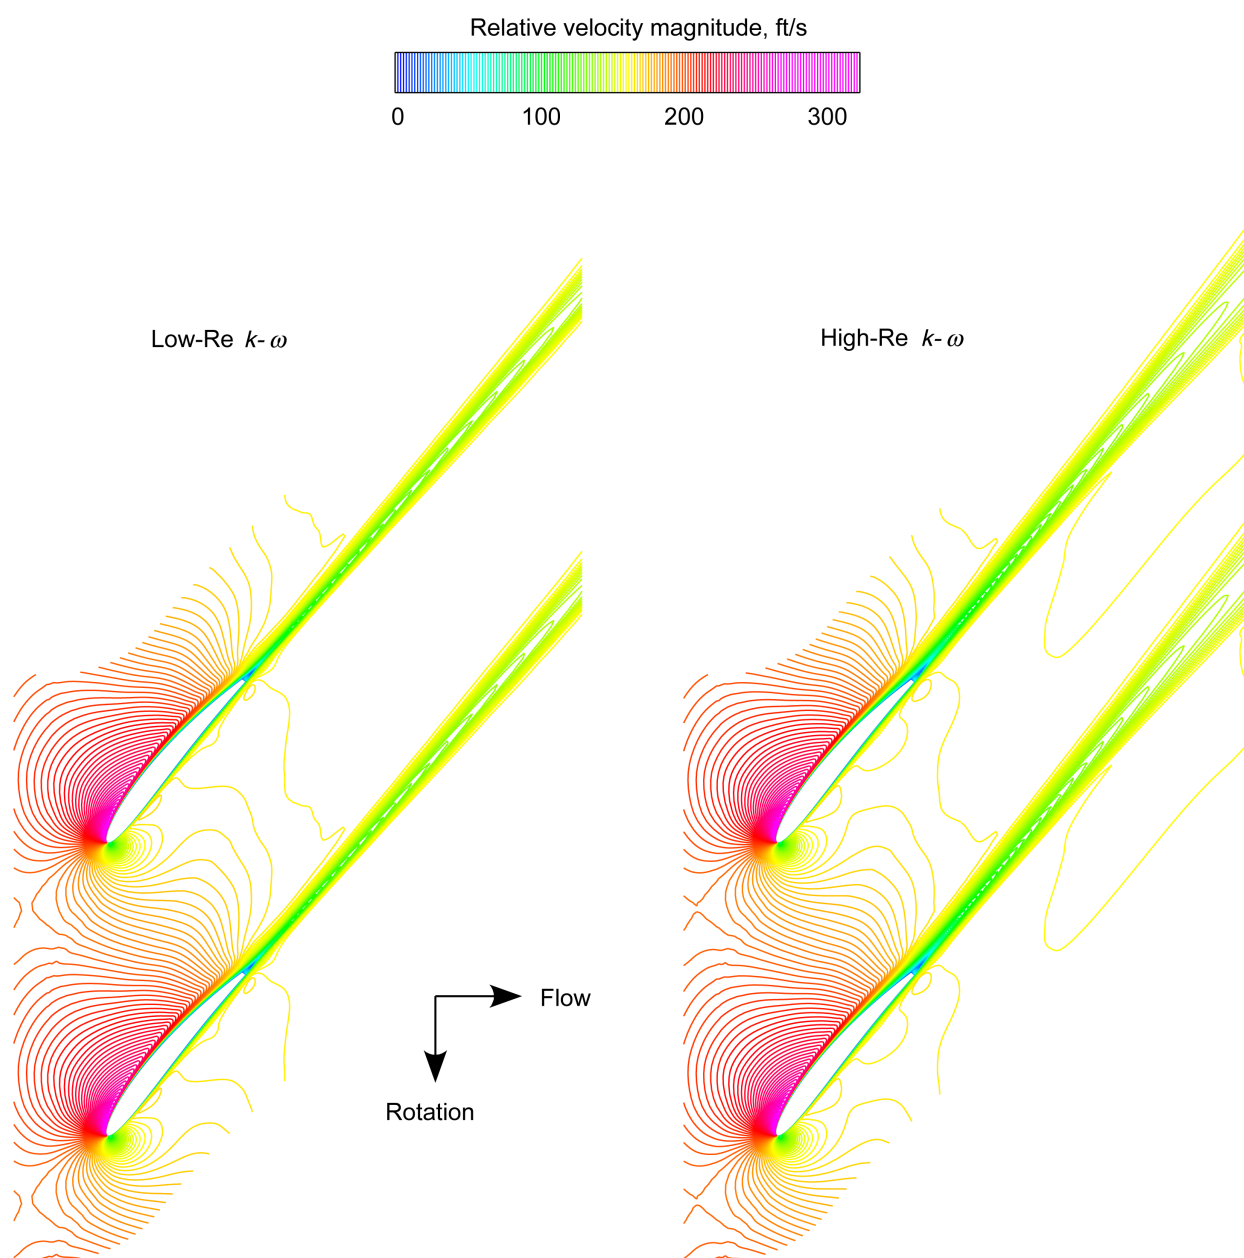 Relative velocity magnitude, ft/s
0 100 200 300
Low-Re k-ω
High-Re k-ω
Flow
Rotation